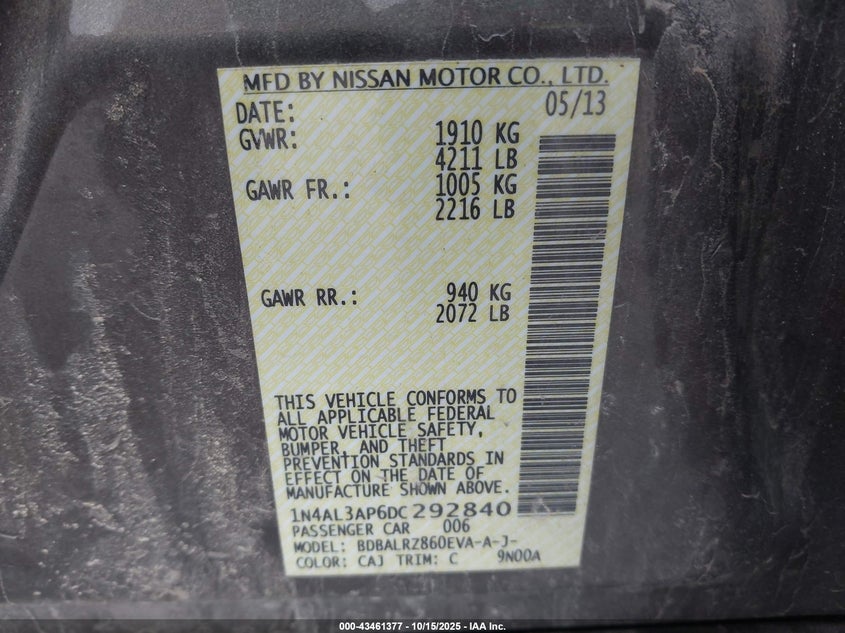 MFD BY NISSAN MOTOR CO., LTD.
DATE: 05/13
GVWR: 1910 KG
4211 LB
GAWR FR.: 1005 KG
2216 LB
GAWR RR.: 940 KG
2072 LB
THIS VEHICLE CONFORMS TO
ALL APPLICABLE FEDERAL
MOTOR VEHICLE SAFETY,
BUMPER, AND THEFT
PREVENTION STANDARDS IN
EFFECT ON THE DATE OF
MANUFACTURE SHOWN ABOVE.
1N4AL3AP6DC292840
PASSENGER CAR 006
MODEL: BDBALRZ860EVA-A-J-
COLOR: CAJ TRIM: C 9N00A
000-43461377 - 10/15/2025 - IAA Inc.